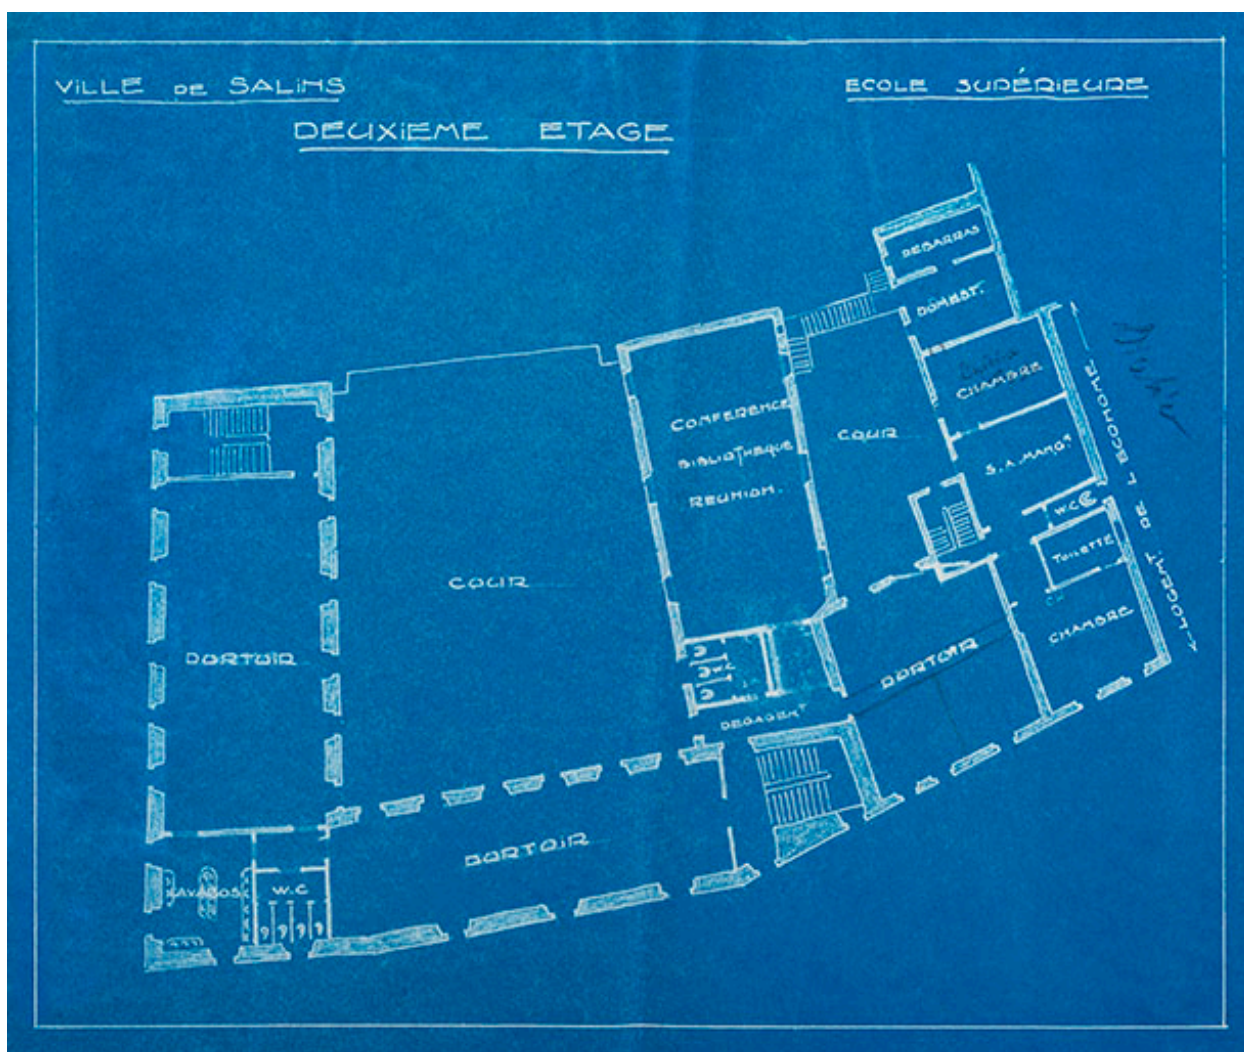 VILLE DE SALINS
ECOLE SUPÉRIEURE
DEUXIEME ETAGE
DEBARRAS
DOMEST.
CHAMBRE
CONFERENCE
BIBLIOTHEQUE
REUNION.
COUR
S. A. MANGR
W.C
TOILETTE
LOGEMT. DE L ECONOME
COUR
CHAMBRE
DORTOIR
DORTOIR
W.C
DEGAGEMT
DORTOIR
LAVABOS
W.C